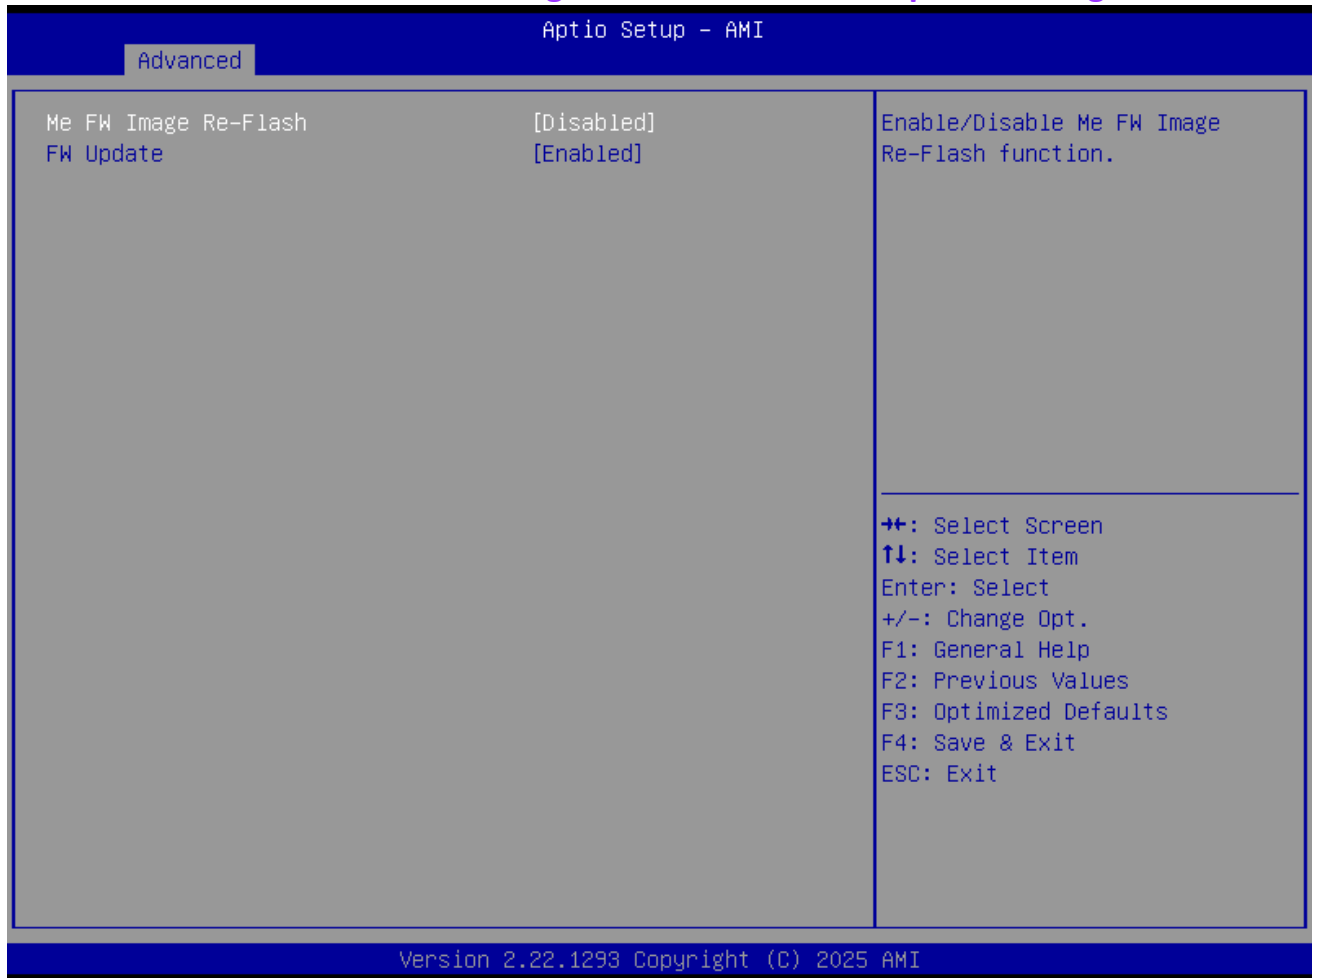 Aptio Setup – AMI
Advanced
Me FW Image Re-Flash [Disabled]
FW Update [Enabled]
Enable/Disable Me FW Image
Re-Flash function.
→←: Select Screen
↑↓: Select Item
Enter: Select
+/-: Change Opt.
F1: General Help
F2: Previous Values
F3: Optimized Defaults
F4: Save & Exit
ESC: Exit
Version 2.22.1293 Copyright (C) 2025 AMI